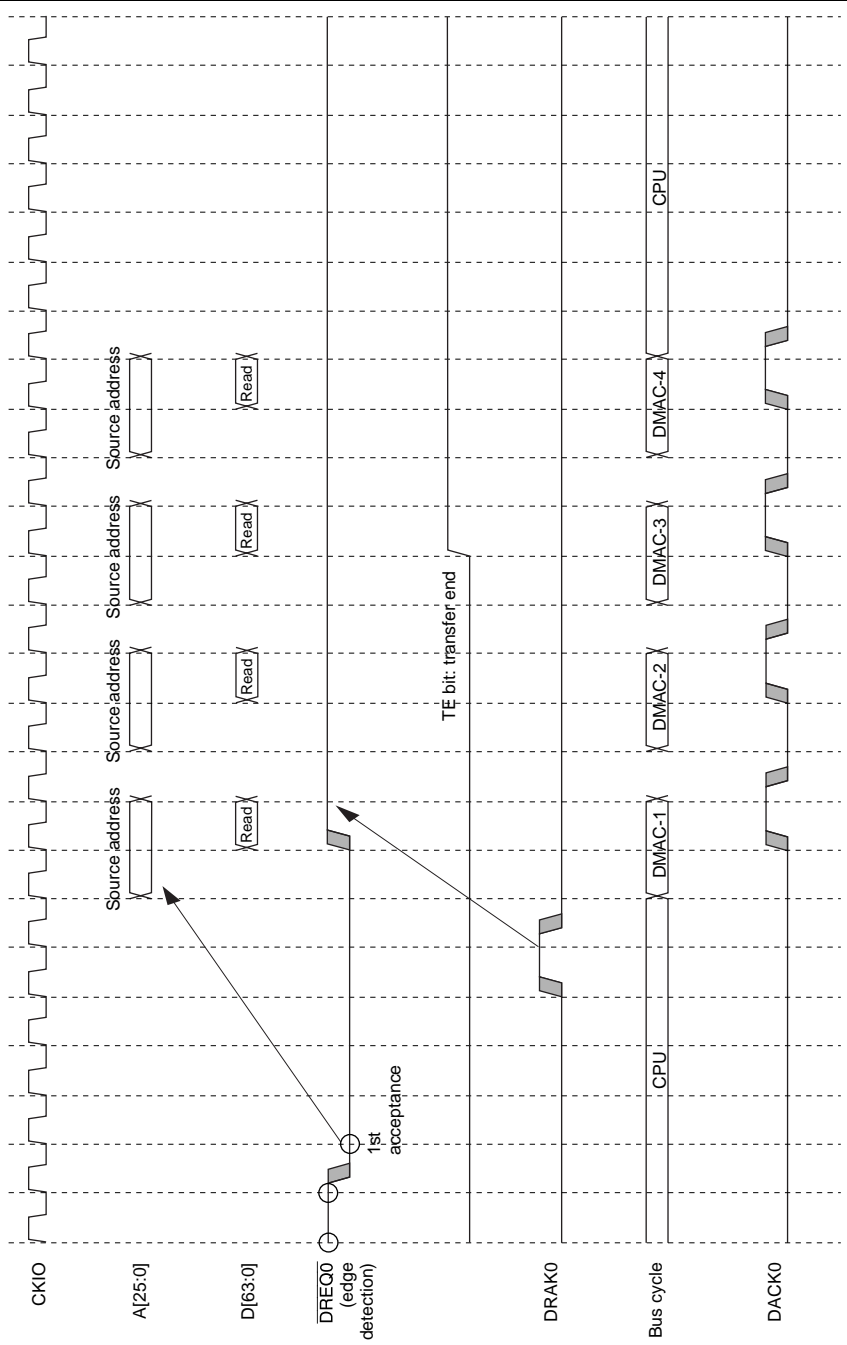 CKIO
Source address Source address Source address Source address
A[25:0]
Read Read Read Read
D[63:0]
DREQ0
(edge
detection)
1st
acceptance
TE bit: transfer end
DRAK0
Bus cycle
CPU DMAC-1 DMAC-2 DMAC-3 DMAC-4 CPU
DACK0